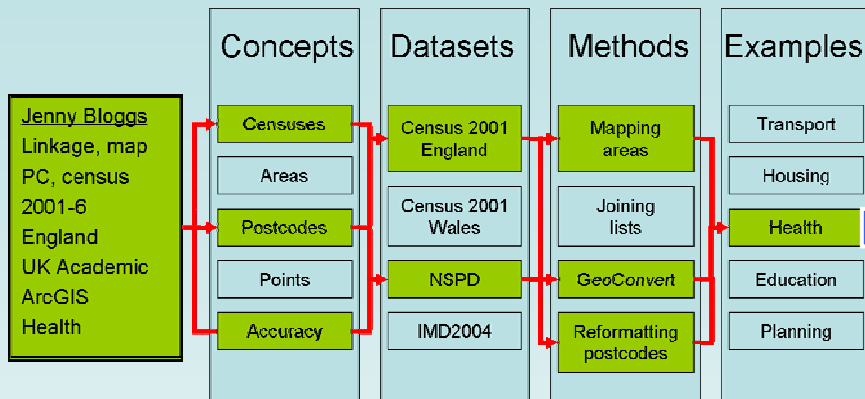 Concepts
Datasets
Methods
Examples
Jenny Bloggs
Linkage, map
PC, census
2001-6
England
UK Academic
ArcGIS
Health
Censuses
Areas
Postcodes
Points
Accuracy
Census 2001
England
Census 2001
Wales
NSPD
IMD2004
Mapping
areas
Joining
lists
GeoConvert
Reformatting
postcodes
Transport
Housing
Health
Education
Planning